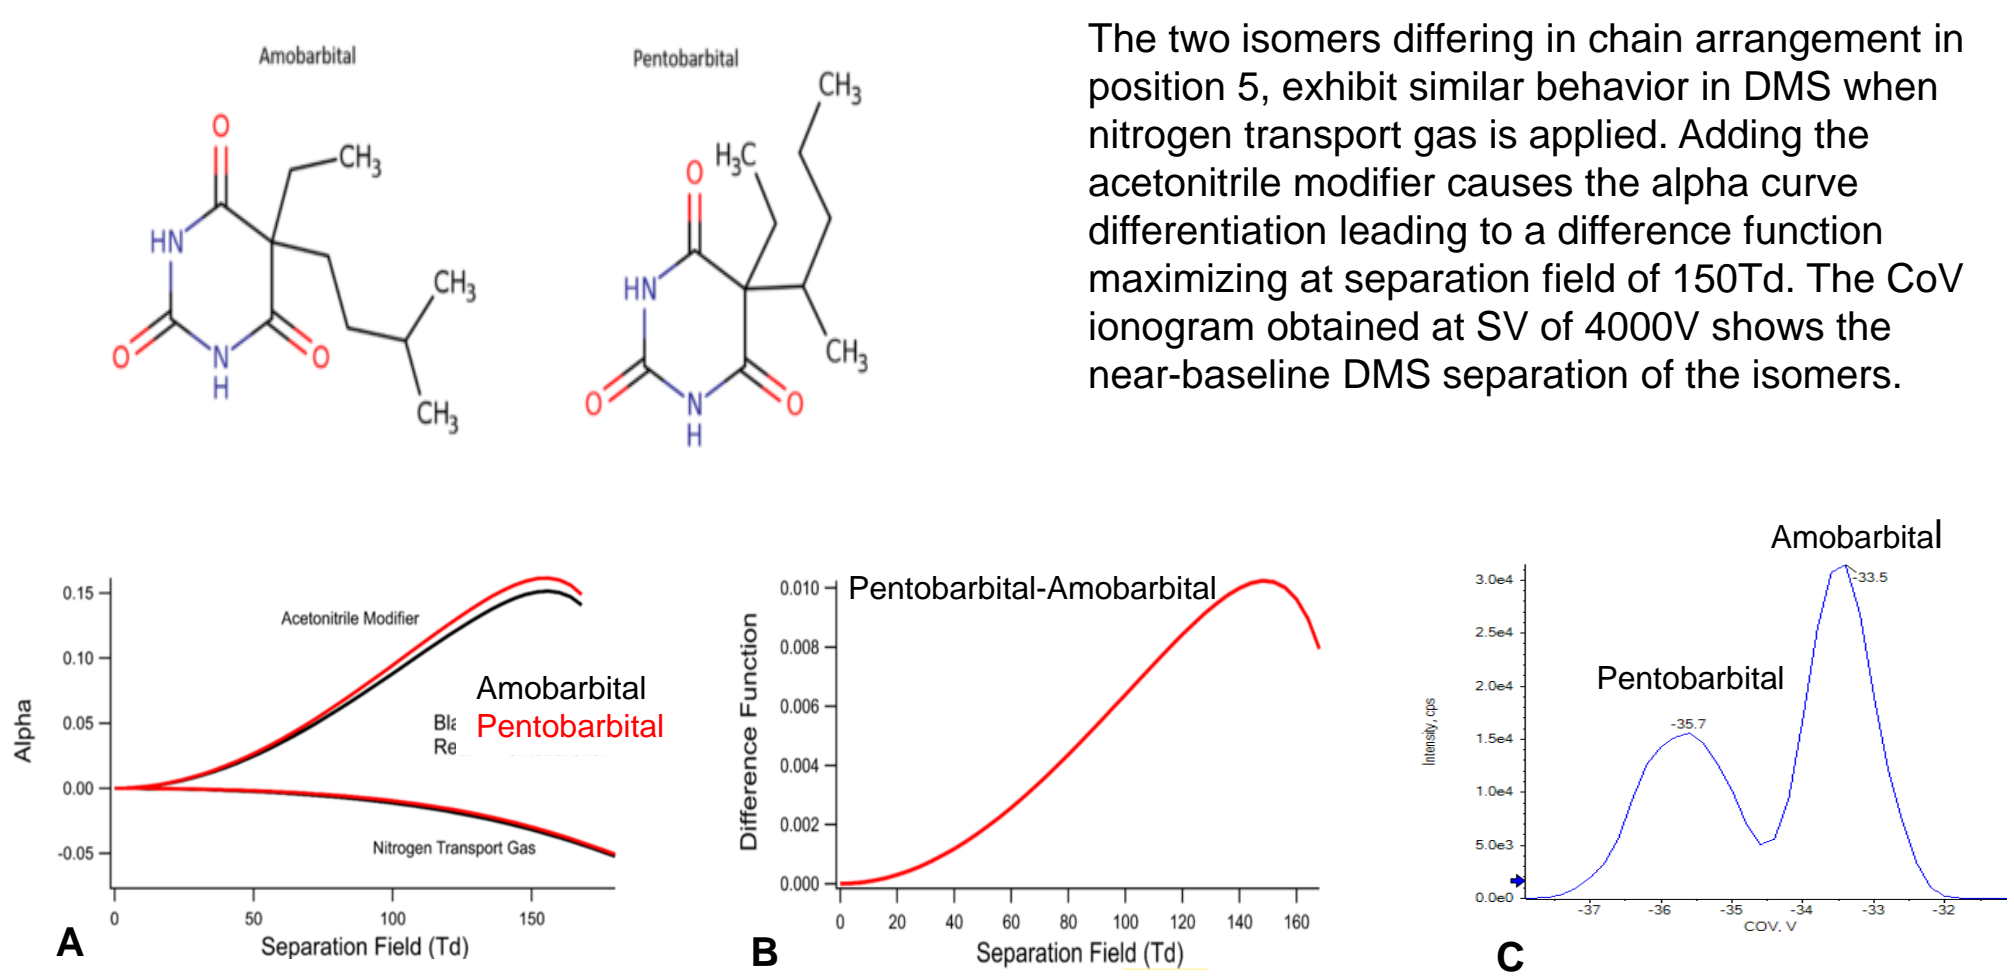 Amobarbital
O
CH3
HN
O
N
H
O
CH3
CH3
Pentobarbital
CH3
H3C
O
HN
O
N
H
O
CH3
The two isomers differing in chain arrangement in
position 5, exhibit similar behavior in DMS when
nitrogen transport gas is applied. Adding the
acetonitrile modifier causes the alpha curve
differentiation leading to a difference function
maximizing at separation field of 150Td. The CoV
ionogram obtained at SV of 4000V shows the
near-baseline DMS separation of the isomers.
0.15
0.10
0.05
0.00
-0.05
Alpha
Acetonitrile Modifier
Amobarbital
Pentobarbital
Bla
Re
Nitrogen Transport Gas
0 50 100 150
Separation Field (Td)
A
Pentobarbital-Amobarbital
0.010
0.008
0.006
0.004
0.002
0.000
Difference Function
0 20 40 60 80 100 120 140 160
Separation Field (Td)
B
Amobarbital
-33.5
Pentobarbital
-35.7
3.0e4
2.5e4
2.0e4
1.5e4
1.0e4
5.0e3
0.0e0
Intensity, cps
-37 -36 -35 -34 -33 -32
COV, V
C